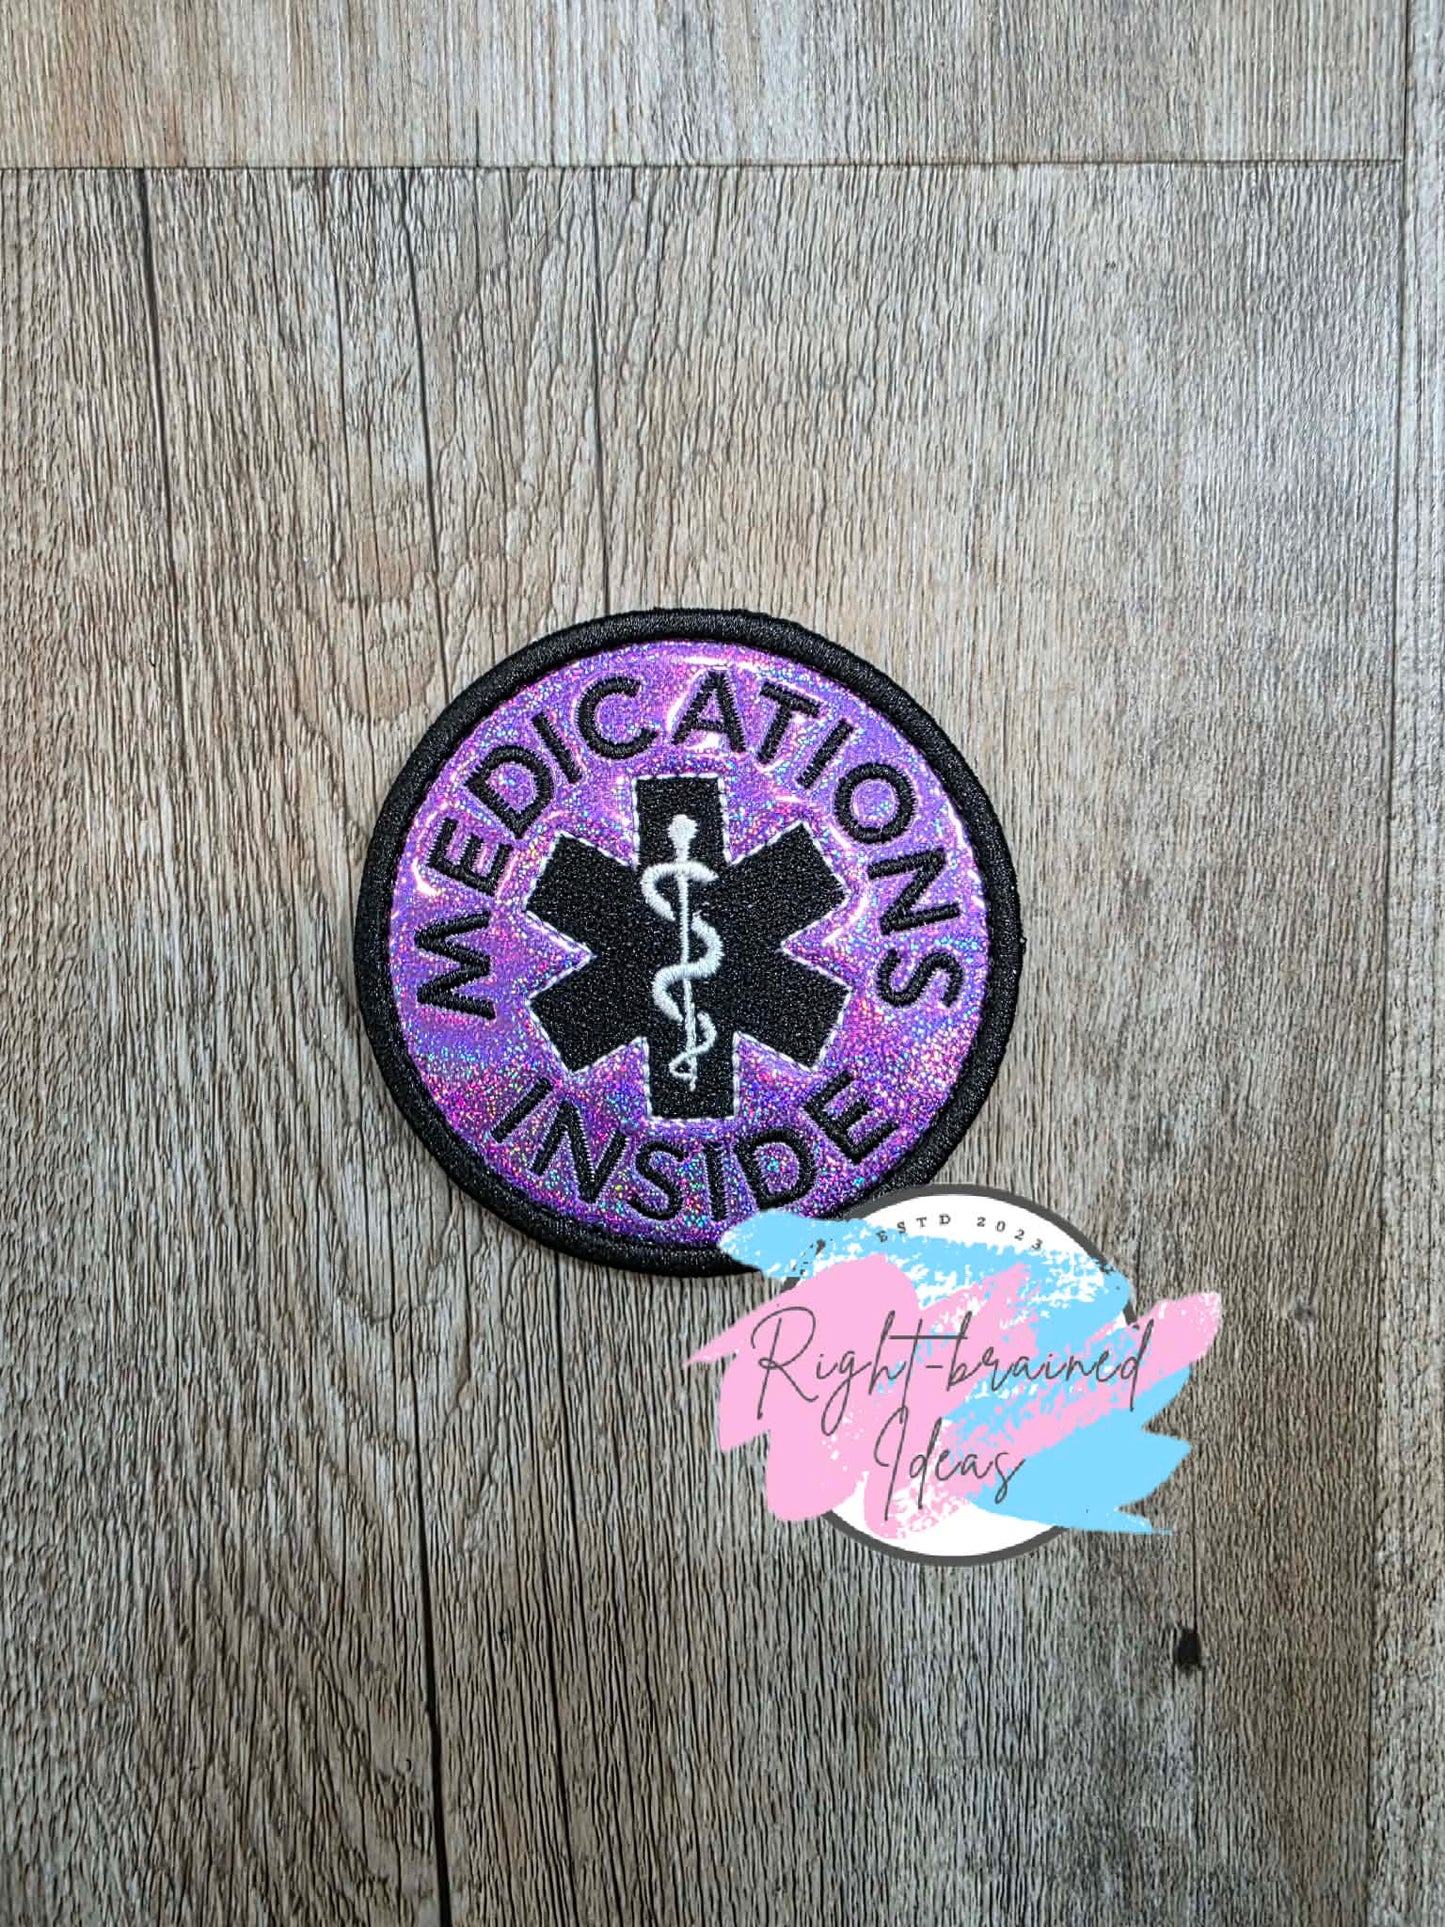 MEDICATIONS
INSIDE
ESTD 2023
Right-brained
Ideas